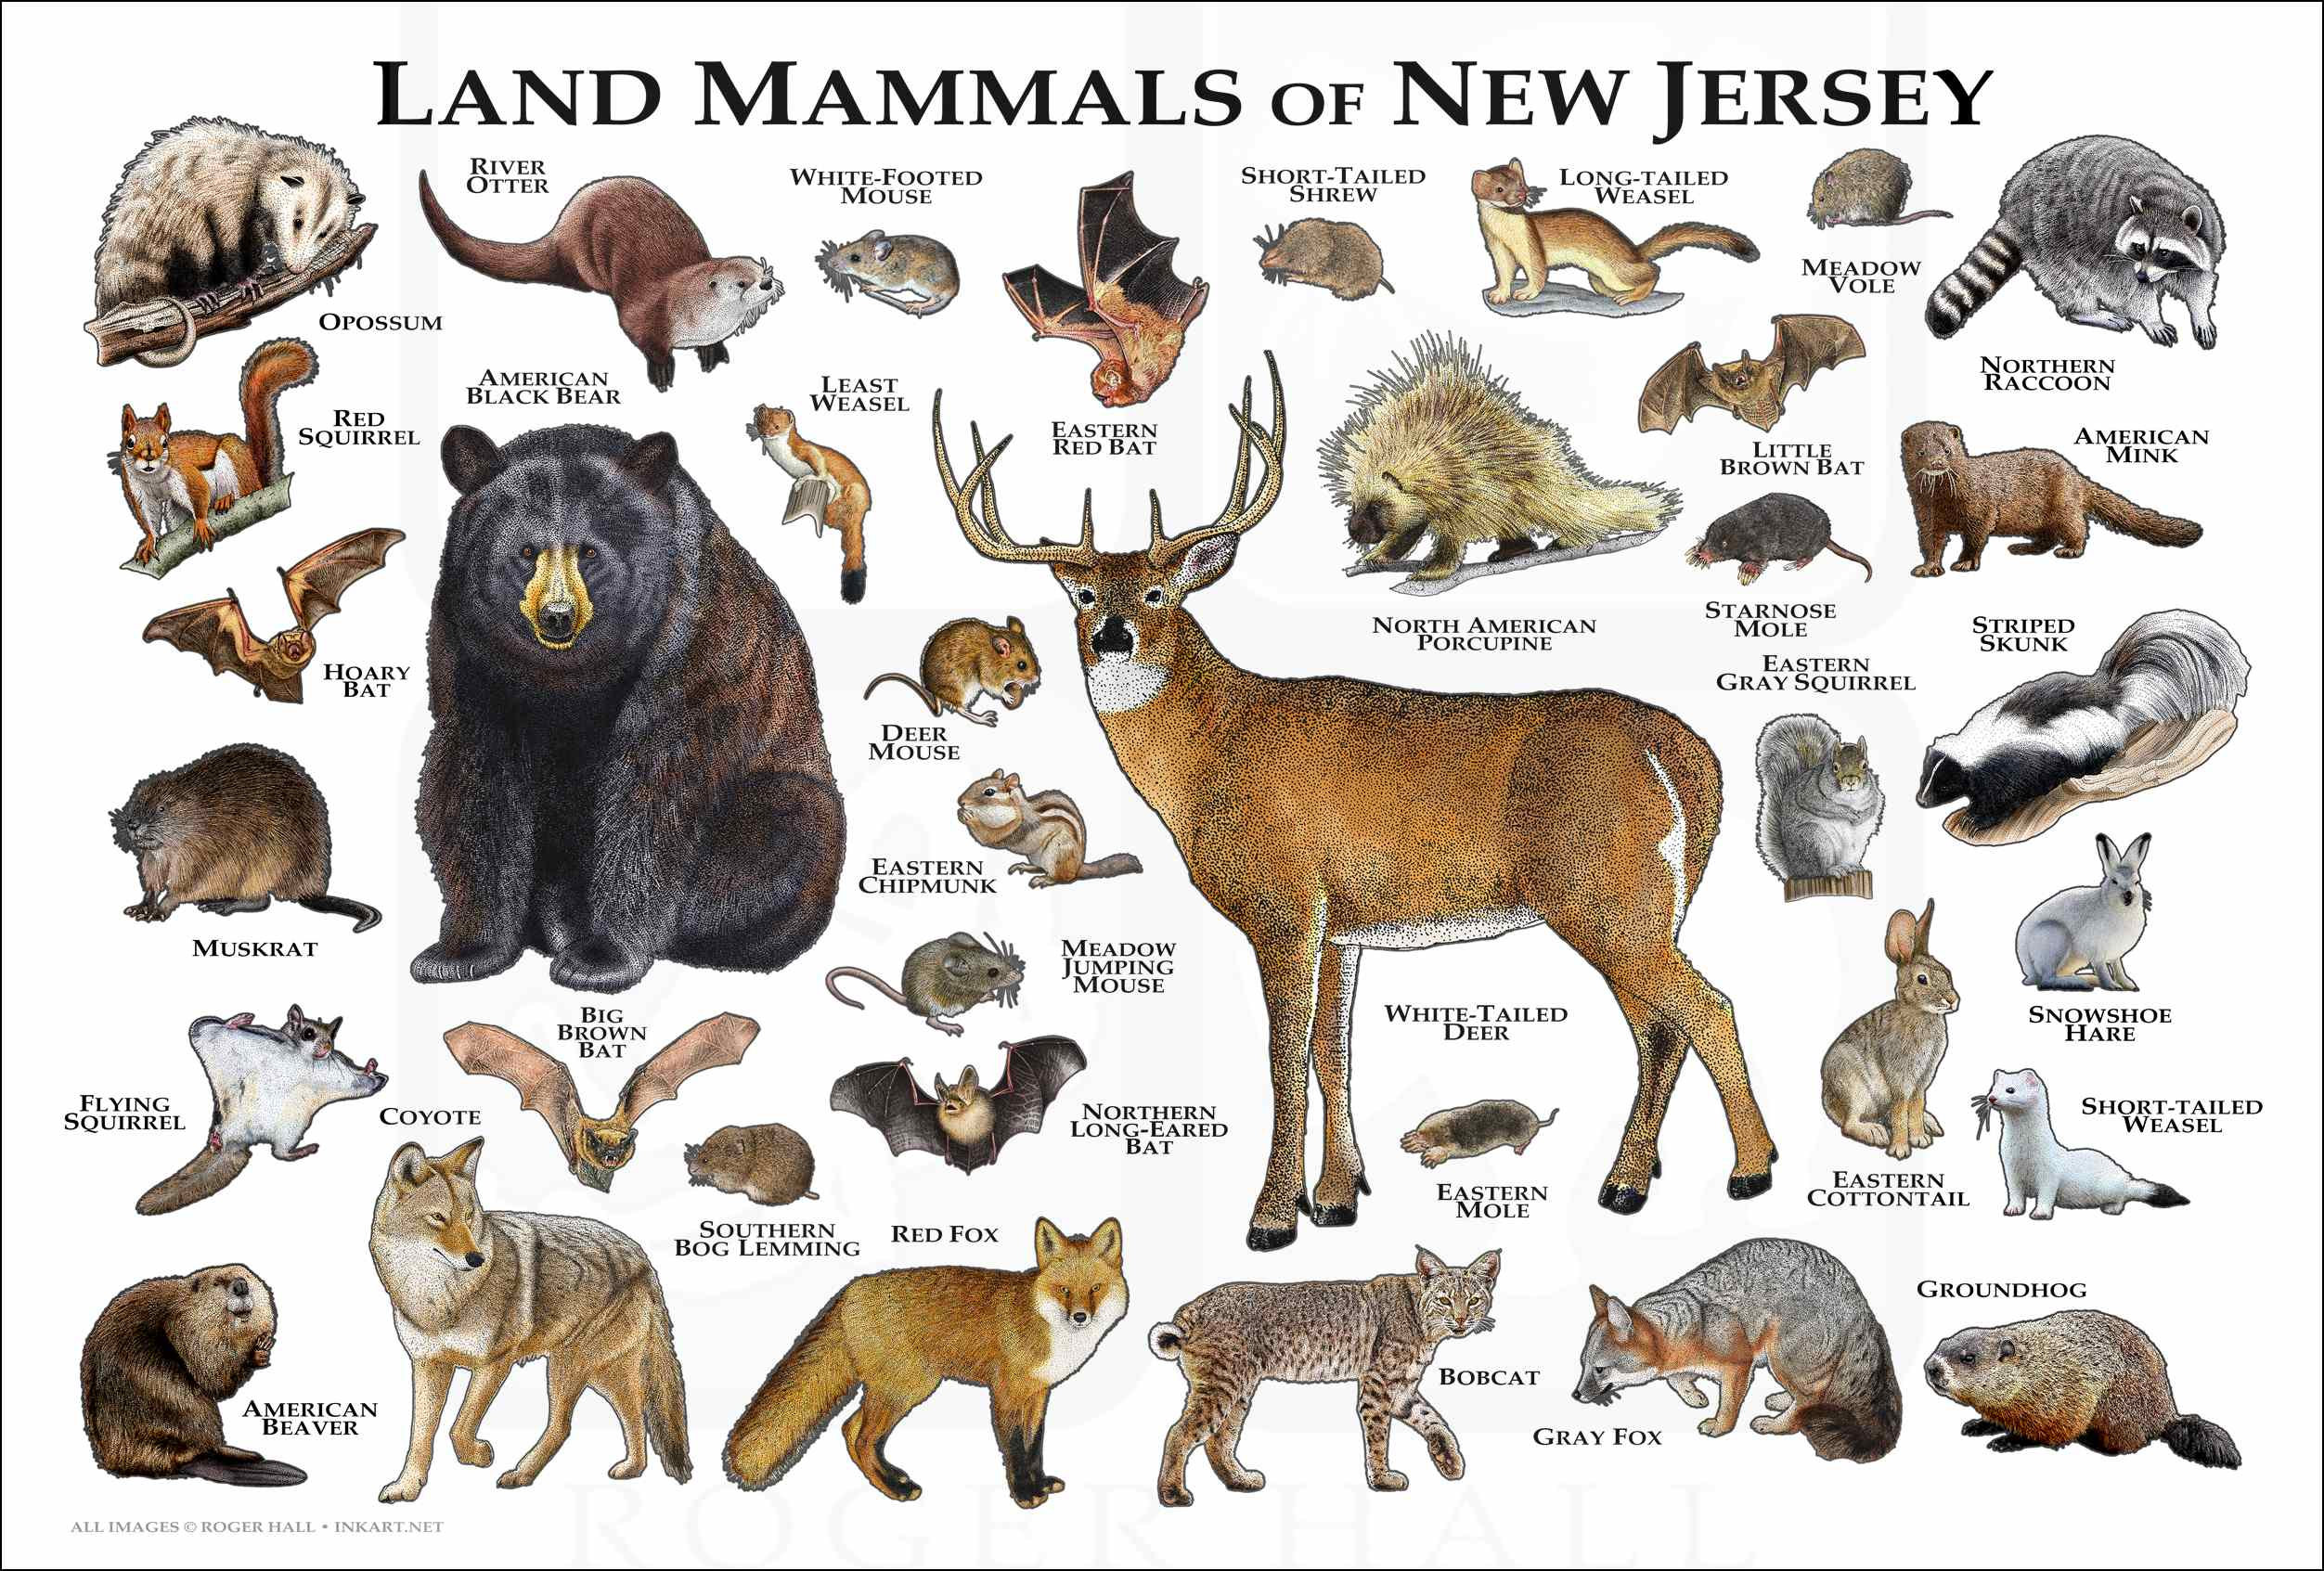 LAND MAMMALS OF NEW JERSEY
RIVER
OTTER
WHITE-FOOTED
MOUSE
SHORT-TAILED
SHREW
LONG-TAILED
WEASEL
MEADOW
VOLE
OPOSSUM
NORTHERN
RACCOON
AMERICAN
BLACK BEAR
LEAST
WEASEL
RED
SQUIRREL
EASTERN
RED BAT
LITTLE
BROWN BAT
AMERICAN
MINK
NORTH AMERICAN
PORCUPINE
STARNOSE
MOLE
STRIPED
SKUNK
EASTERN
GRAY SQUIRREL
HOARY
BAT
DEER
MOUSE
EASTERN
CHIPMUNK
MUSKRAT
MEADOW
JUMPING
MOUSE
BIG
BROWN
BAT
WHITE-TAILED
DEER
SNOWSHOE
HARE
FLYING
SQUIRREL
COYOTE
NORTHERN
LONG-EARED
BAT
SHORT-TAILED
WEASEL
EASTERN
MOLE
EASTERN
COTTONTAIL
SOUTHERN
BOG LEMMING
RED FOX
GROUNDHOG
BOBCAT
AMERICAN
BEAVER
GRAY FOX
ALL IMAGES © ROGER HALL • INKART.NET
ROGER HALL